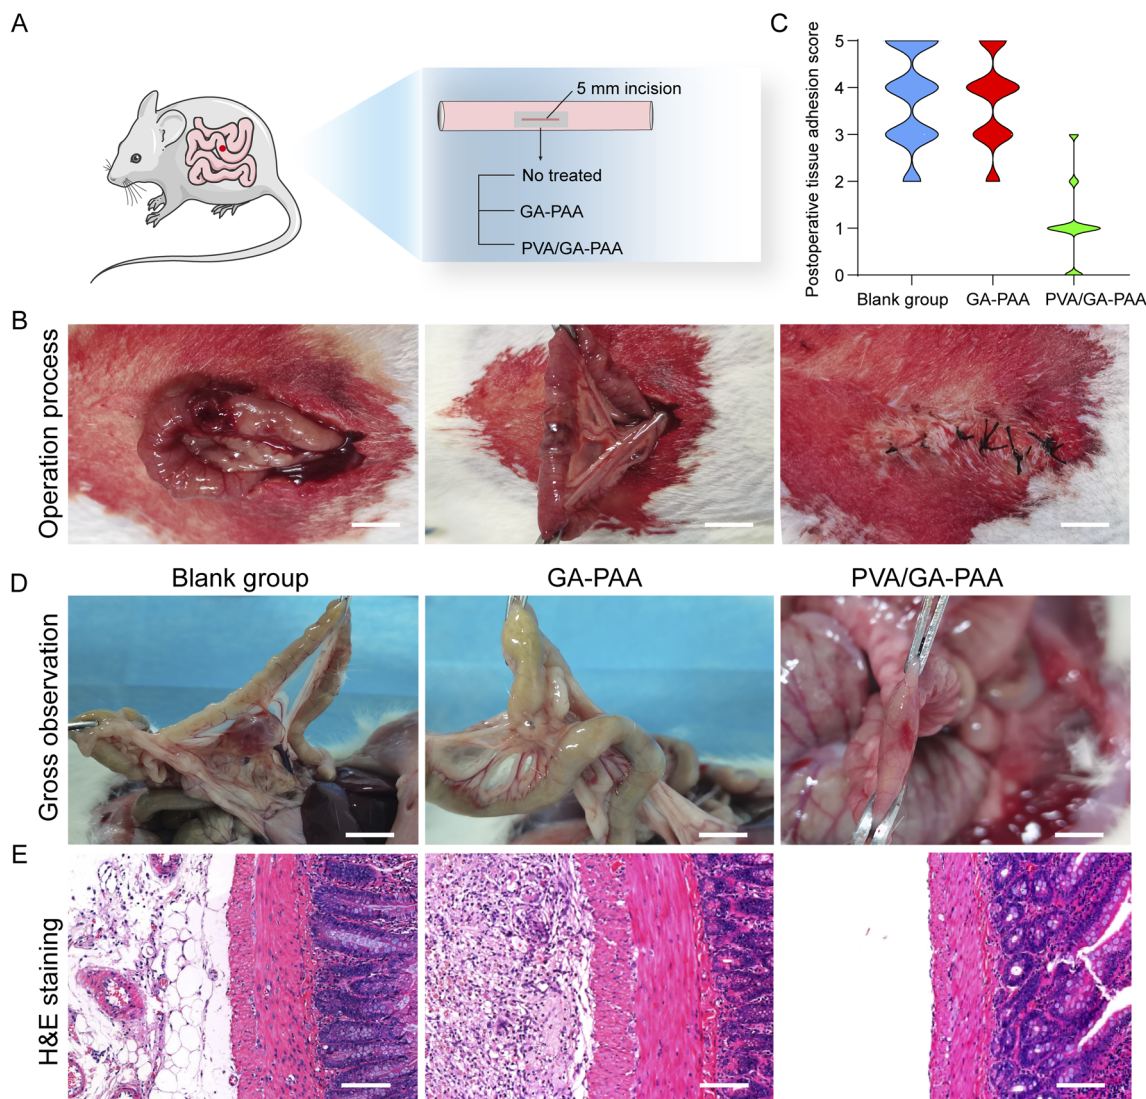 A
5 mm incision
No treated
GA-PAA
PVA/GA-PAA
C
Postoperative tissue adhesion score
5
4
3
2
1
0
Blank group
GA-PAA
PVA/GA-PAA
B
Operation process
D
Blank group
GA-PAA
PVA/GA-PAA
Gross observation
E
H&E staining